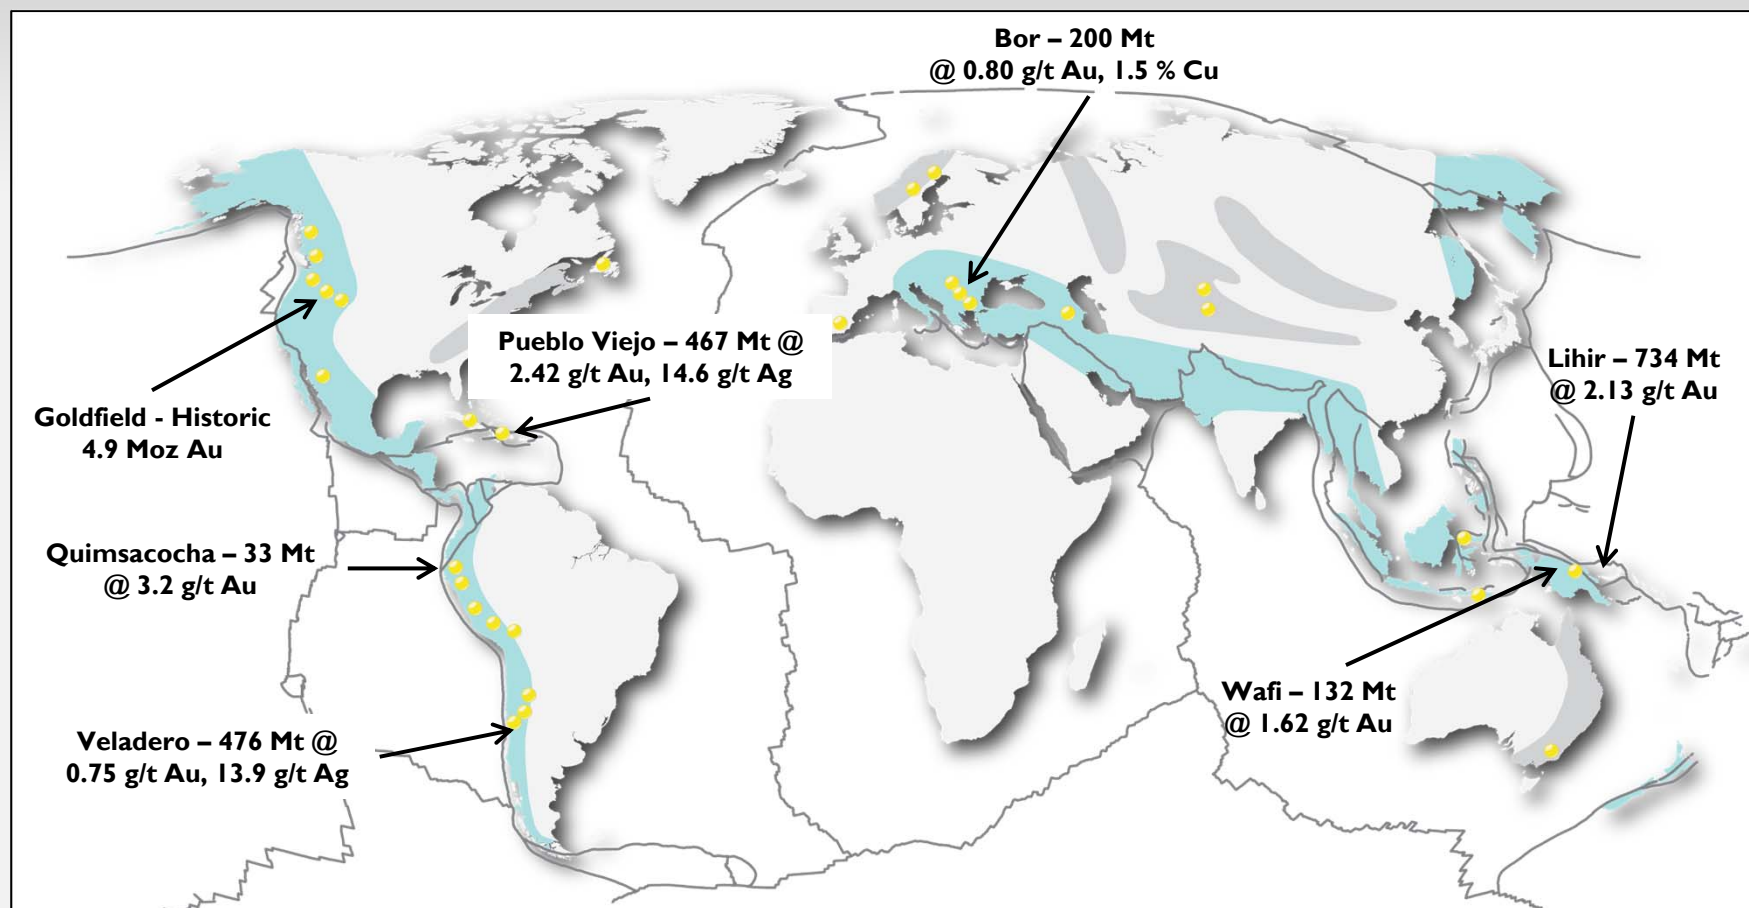 Bor – 200 Mt
@ 0.80 g/t Au, 1.5 % Cu
Pueblo Viejo – 467 Mt @
2.42 g/t Au, 14.6 g/t Ag
Lihir – 734 Mt
@ 2.13 g/t Au
Goldfield - Historic
4.9 Moz Au
Quimsacocha – 33 Mt
@ 3.2 g/t Au
Wafi – 132 Mt
@ 1.62 g/t Au
Veladero – 476 Mt @
0.75 g/t Au, 13.9 g/t Ag